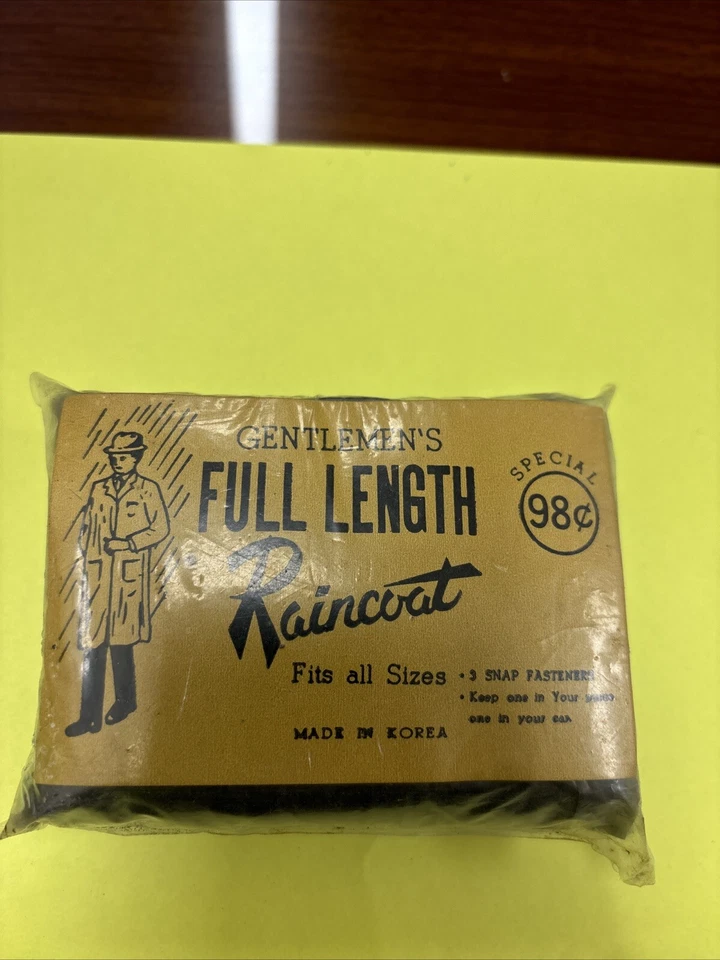 GENTLEMEN'S
FULL LENGTH
Raincoat
SPECIAL
98¢
Fits all Sizes
• 3 SNAP FASTENERS
• Keep one in Your
one in your car.
MADE IN KOREA